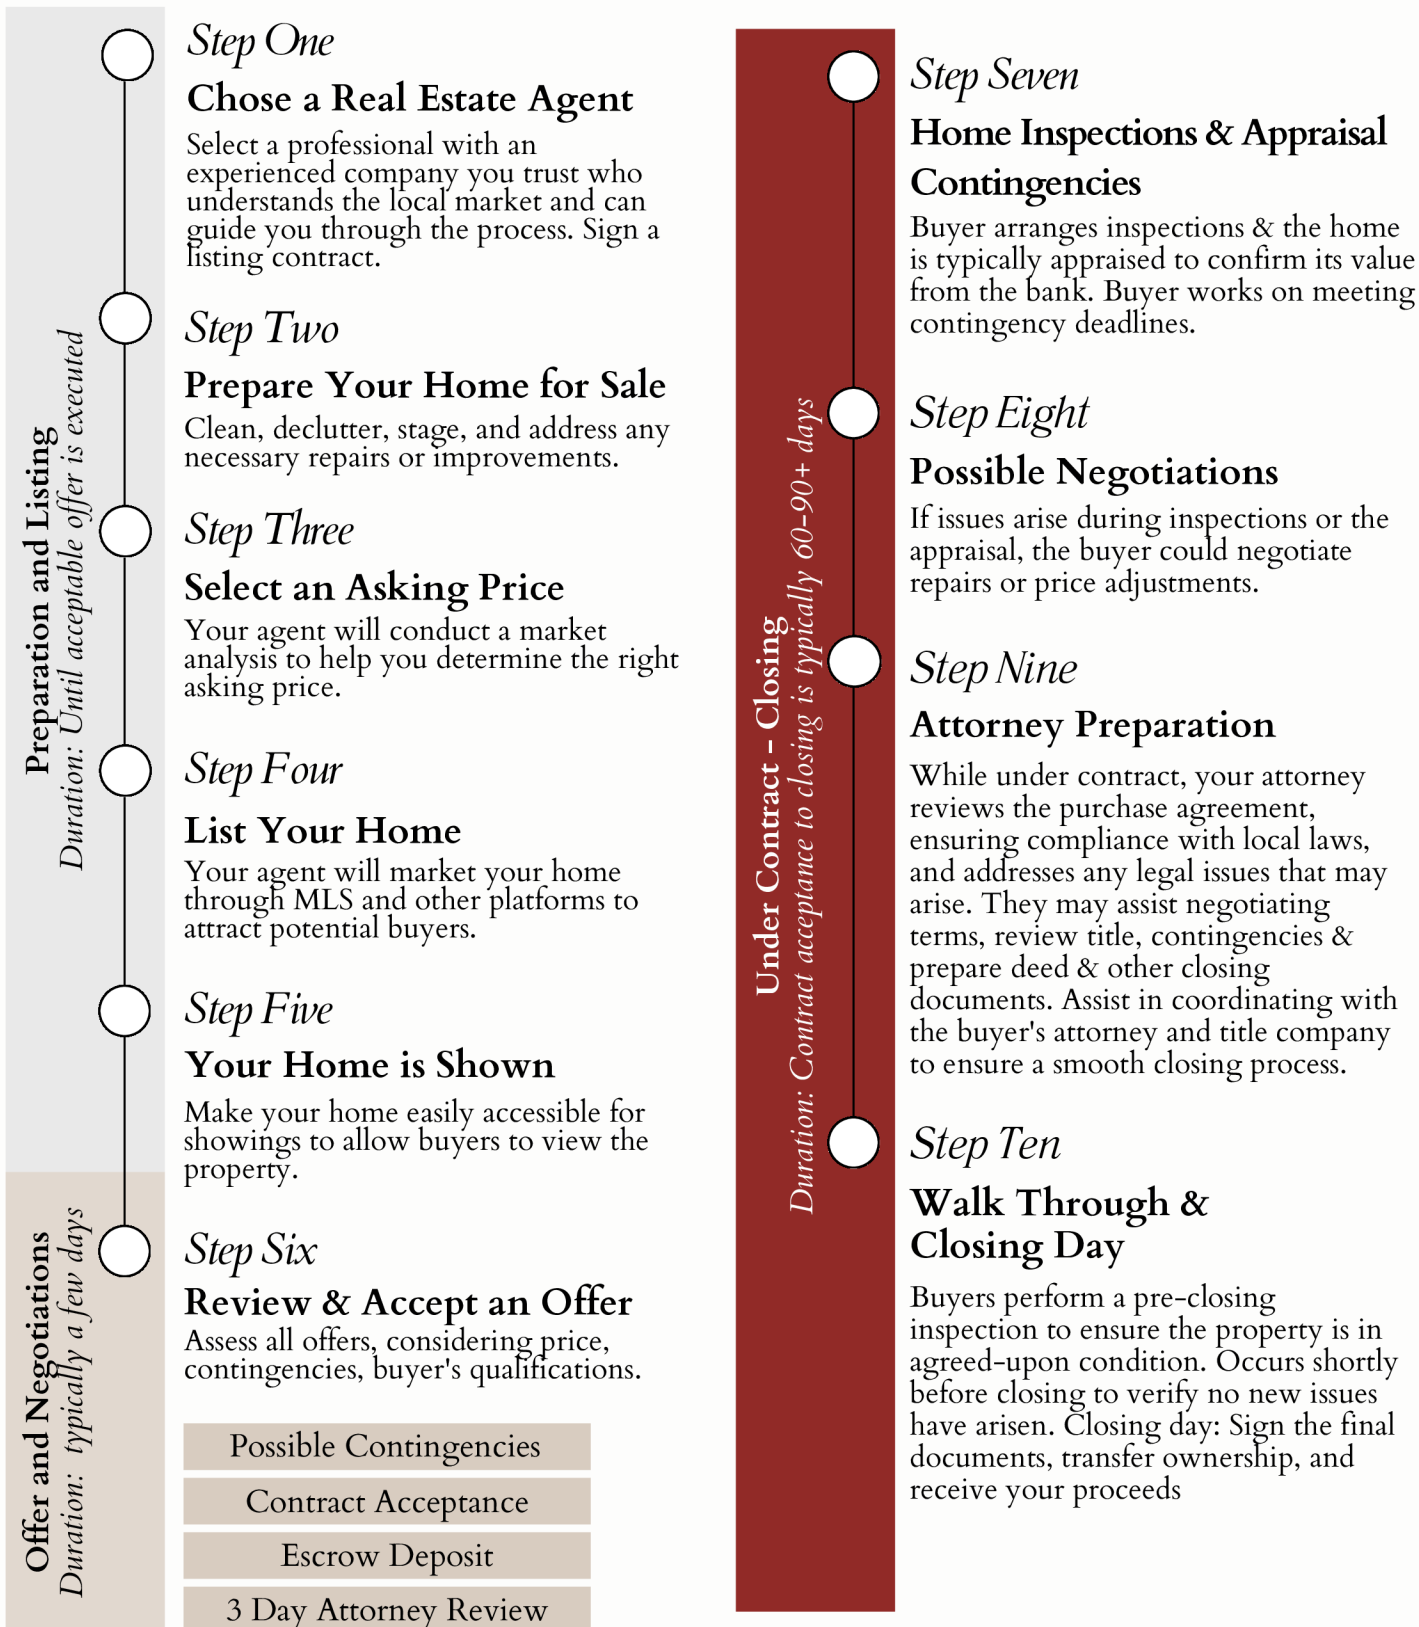 Preparation and Listing
Duration: Until acceptable offer is executed
Step One
Chose a Real Estate Agent
Select a professional with an
experienced company you trust who
understands the local market and can
guide you through the process. Sign a
listing contract.
Step Two
Prepare Your Home for Sale
Clean, declutter, stage, and address any
necessary repairs or improvements.
Step Three
Select an Asking Price
Your agent will conduct a market
analysis to help you determine the right
asking price.
Step Four
List Your Home
Your agent will market your home
through MLS and other platforms to
attract potential buyers.
Step Five
Your Home is Shown
Make your home easily accessible for
showings to allow buyers to view the
property.
Offer and Negotiations
Duration: typically a few days
Step Six
Review & Accept an Offer
Assess all offers, considering price,
contingencies, buyer's qualifications.
Possible Contingencies
Contract Acceptance
Escrow Deposit
3 Day Attorney Review
Under Contract - Closing
Duration: Contract acceptance to closing is typically 60-90+ days
Step Seven
Home Inspections & Appraisal
Contingencies
Buyer arranges inspections & the home
is typically appraised to confirm its value
from the bank. Buyer works on meeting
contingency deadlines.
Step Eight
Possible Negotiations
If issues arise during inspections or the
appraisal, the buyer could negotiate
repairs or price adjustments.
Step Nine
Attorney Preparation
While under contract, your attorney
reviews the purchase agreement,
ensuring compliance with local laws,
and addresses any legal issues that may
arise. They may assist negotiating
terms, review title, contingencies &
prepare deed & other closing
documents. Assist in coordinating with
the buyer's attorney and title company
to ensure a smooth closing process.
Step Ten
Walk Through &
Closing Day
Buyers perform a pre-closing
inspection to ensure the property is in
agreed-upon condition. Occurs shortly
before closing to verify no new issues
have arisen. Closing day: Sign the final
documents, transfer ownership, and
receive your proceeds